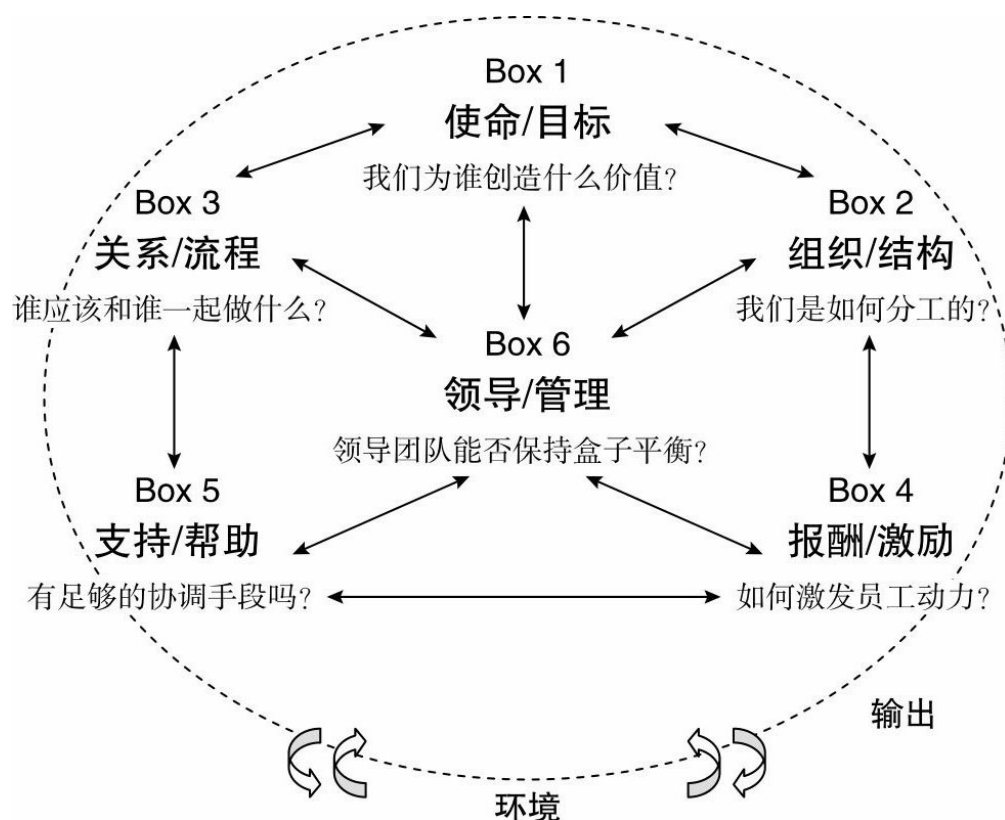 Box 1
使命/目标
我们为谁创造什么价值?
Box 3
关系/流程
谁应该和谁一起做什么?
Box 2
组织/结构
我们是如何分工的?
Box 6
领导/管理
领导团队能否保持盒子平衡?
Box 5
支持/帮助
有足够的协调手段吗?
Box 4
报酬/激励
如何激发员工动力?
输出
环境